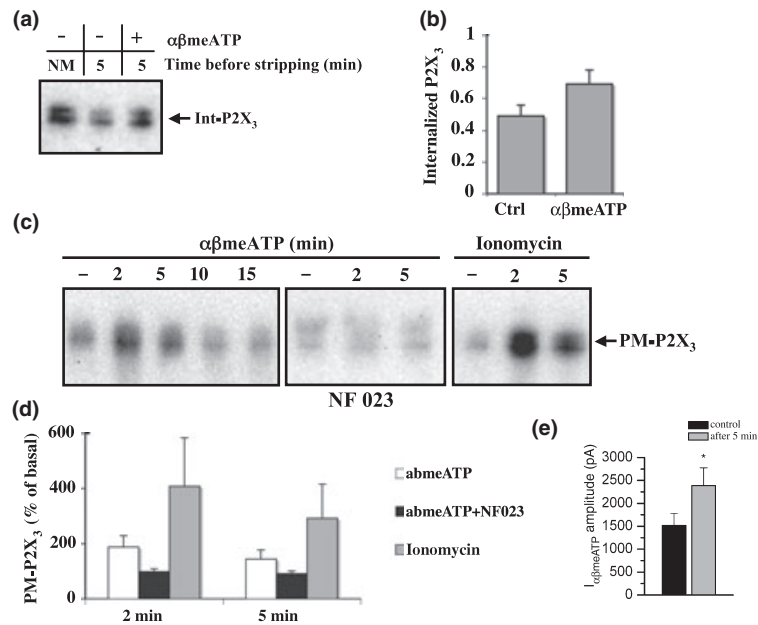 (a)
– – + αβmeATP
NM 5 5 Time before stripping (min)
Int-P2X₃
(b)
Internalized P2X₃
1
0.8
0.6
0.4
0.2
0
Ctrl αβmeATP
(c)
αβmeATP (min) Ionomycin
– 2 5 10 15 – 2 5 – 2 5
PM-P2X₃
NF 023
(d)
PM-P2X₃ (% of basal)
600
400
200
0
2 min 5 min
abmeATP
abmeATP+NF023
Ionomycin
(e)
control
after 5 min
I αβmeATP amplitude (pA)
3000
2500
2000
1500
1000
500
0
*